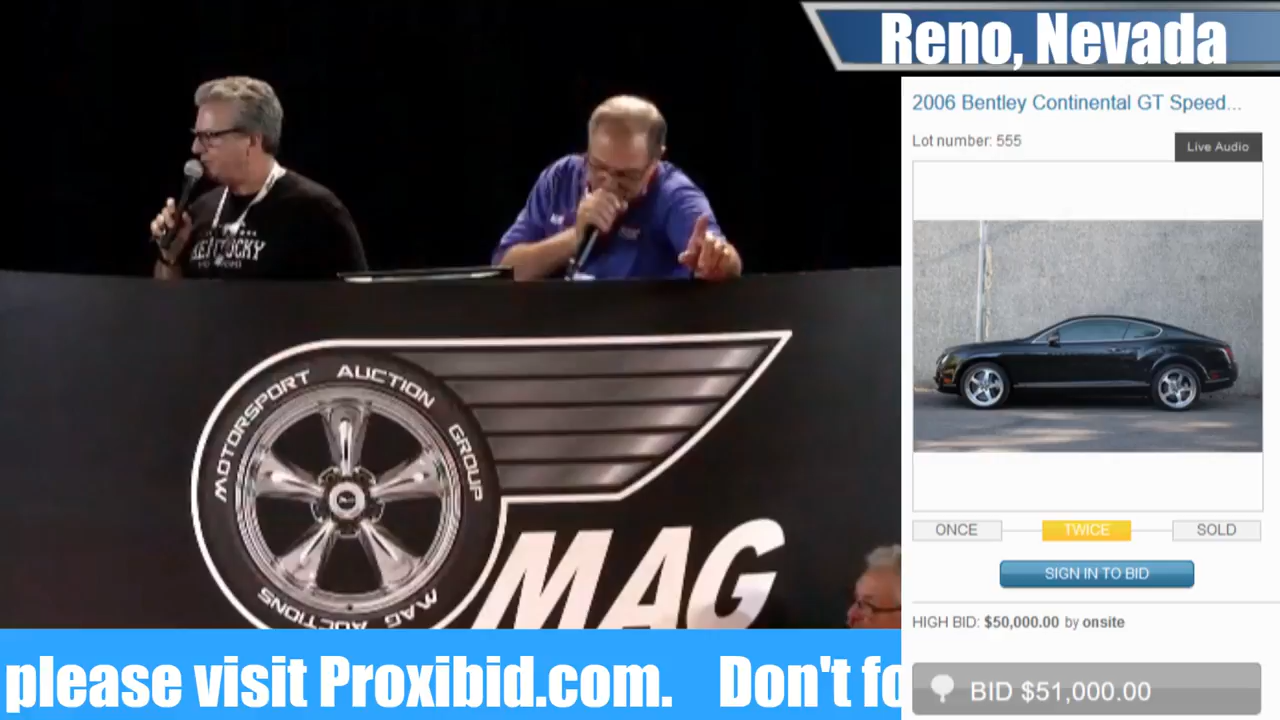 Reno, Nevada
2006 Bentley Continental GT Speed...
Lot number: 555
Live Audio
KENTUCKY
MOTORSPORT AUCTION GROUP
MAG AUCTIONS
MAG
ONCE
TWICE
SOLD
SIGN IN TO BID
HIGH BID: $50,000.00 by onsite
BID $51,000.00
please visit Proxibid.com. Don't fo